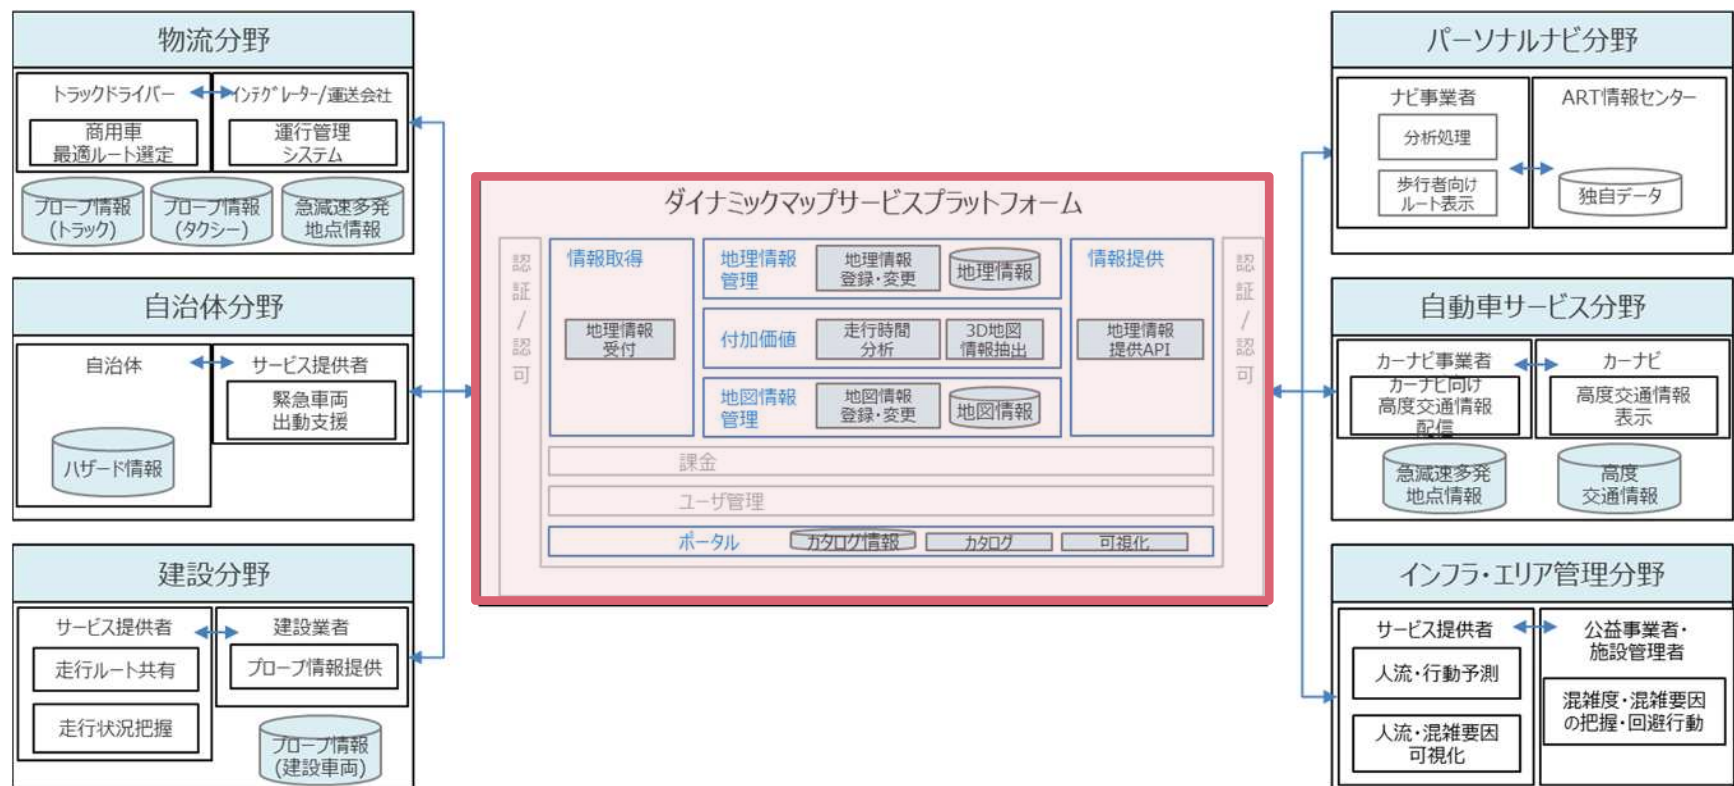 物流分野
トラックドライバー
インテグレーター/運送会社
商用車
最適ルート選定
運行管理
システム
プローブ情報
(トラック)
プローブ情報
(タクシー)
急減速多発
地点情報
自治体分野
自治体
サービス提供者
緊急車両
出動支援
ハザード情報
建設分野
サービス提供者
建設業者
走行ルート共有
プローブ情報提供
走行状況把握
プローブ情報
(建設車両)
ダイナミックマップサービスプラットフォーム
認証/認可
情報取得
地理情報
受付
地理情報
管理
地理情報
登録・変更
地理情報
付加価値
走行時間
分析
3D地図
情報抽出
地図情報
管理
地図情報
登録・変更
地図情報
情報提供
地理情報
提供API
認証/認可
課金
ユーザ管理
ポータル
カタログ情報
カタログ
可視化
パーソナルナビ分野
ナビ事業者
ART情報センター
分析処理
歩行者向け
ルート表示
独自データ
自動車サービス分野
カーナビ事業者
カーナビ
カーナビ向け
高度交通情報
配信
高度交通情報
表示
急減速多発
地点情報
高度
交通情報
インフラ・エリア管理分野
サービス提供者
公益事業者・
施設管理者
人流・行動予測
人流・混雑要因
可視化
混雑度・混雑要因
の把握・回避行動